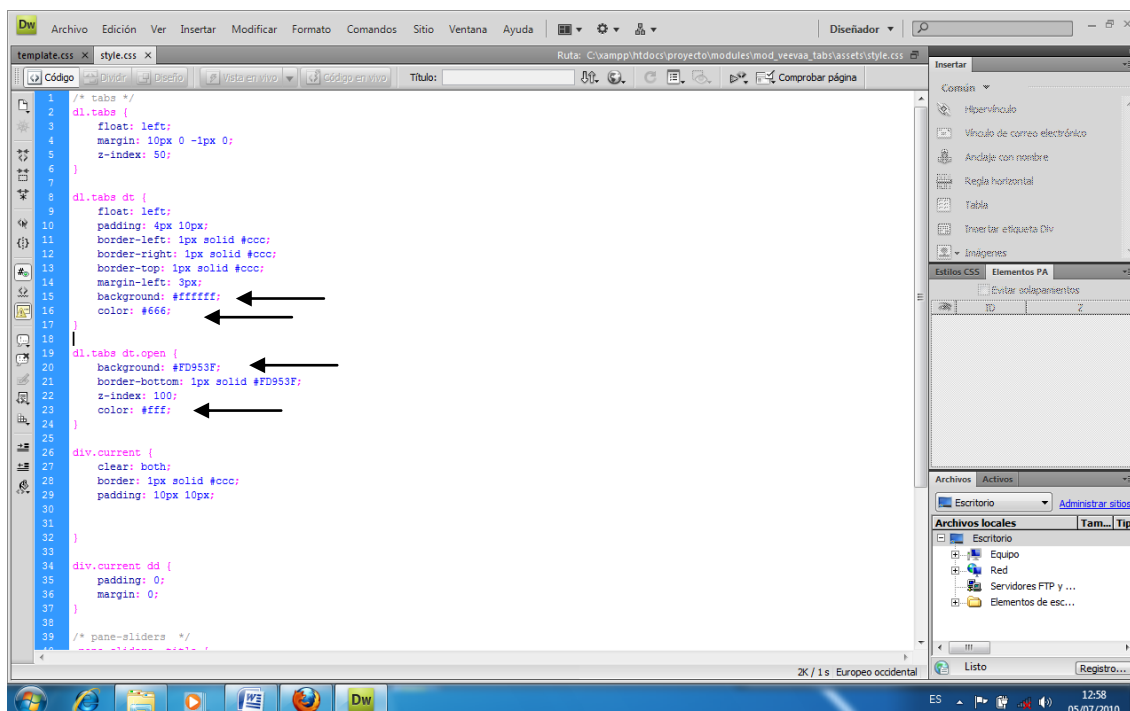 Dw Archivo Edición Ver Insertar Modificar Formato Comandos Sitio Ventana Ayuda Diseñador
template.css × style.css × Ruta: C:\xampp\htdocs\proyecto\modules\mod_veevaa_tabs\assets\style.css
Código Dividir Diseño Vista en vivo Código en vivo Título: Comprobar página
1 /* tabs */
2 dl.tabs {
3 float: left;
4 margin: 10px 0 -1px 0;
5 z-index: 50;
6 }
7
8 dl.tabs dt {
9 float: left;
10 padding: 4px 10px;
11 border-left: 1px solid #ccc;
12 border-right: 1px solid #ccc;
13 border-top: 1px solid #ccc;
14 margin-left: 3px;
15 background: #ffffff;
16 color: #666;
17 }
18
19 dl.tabs dt.open {
20 background: #FD953F;
21 border-bottom: 1px solid #FD953F;
22 z-index: 100;
23 color: #fff;
24 }
25
26 div.current {
27 clear: both;
28 border: 1px solid #ccc;
29 padding: 10px 10px;
30
31
32 }
33
34 div.current dd {
35 padding: 0;
36 margin: 0;
37 }
38
39 /* pane-sliders */
2K / 1 s Europeo occidental
Insertar
Común
Hipervínculo
Vínculo de correo electrónico
Anclaje con nombre
Regla horizontal
Tabla
Insertar etiqueta Div
Imágenes
Estilos CSS Elementos PA
Evitar solapamientos
ID Z
Archivos Activos
Escritorio Administrar sitios
Archivos locales Tam... Tip
Escritorio
Equipo
Red
Servidores FTP y ...
Elementos de esc...
Listo Registro...
Dw
ES 12:58
05/07/2010